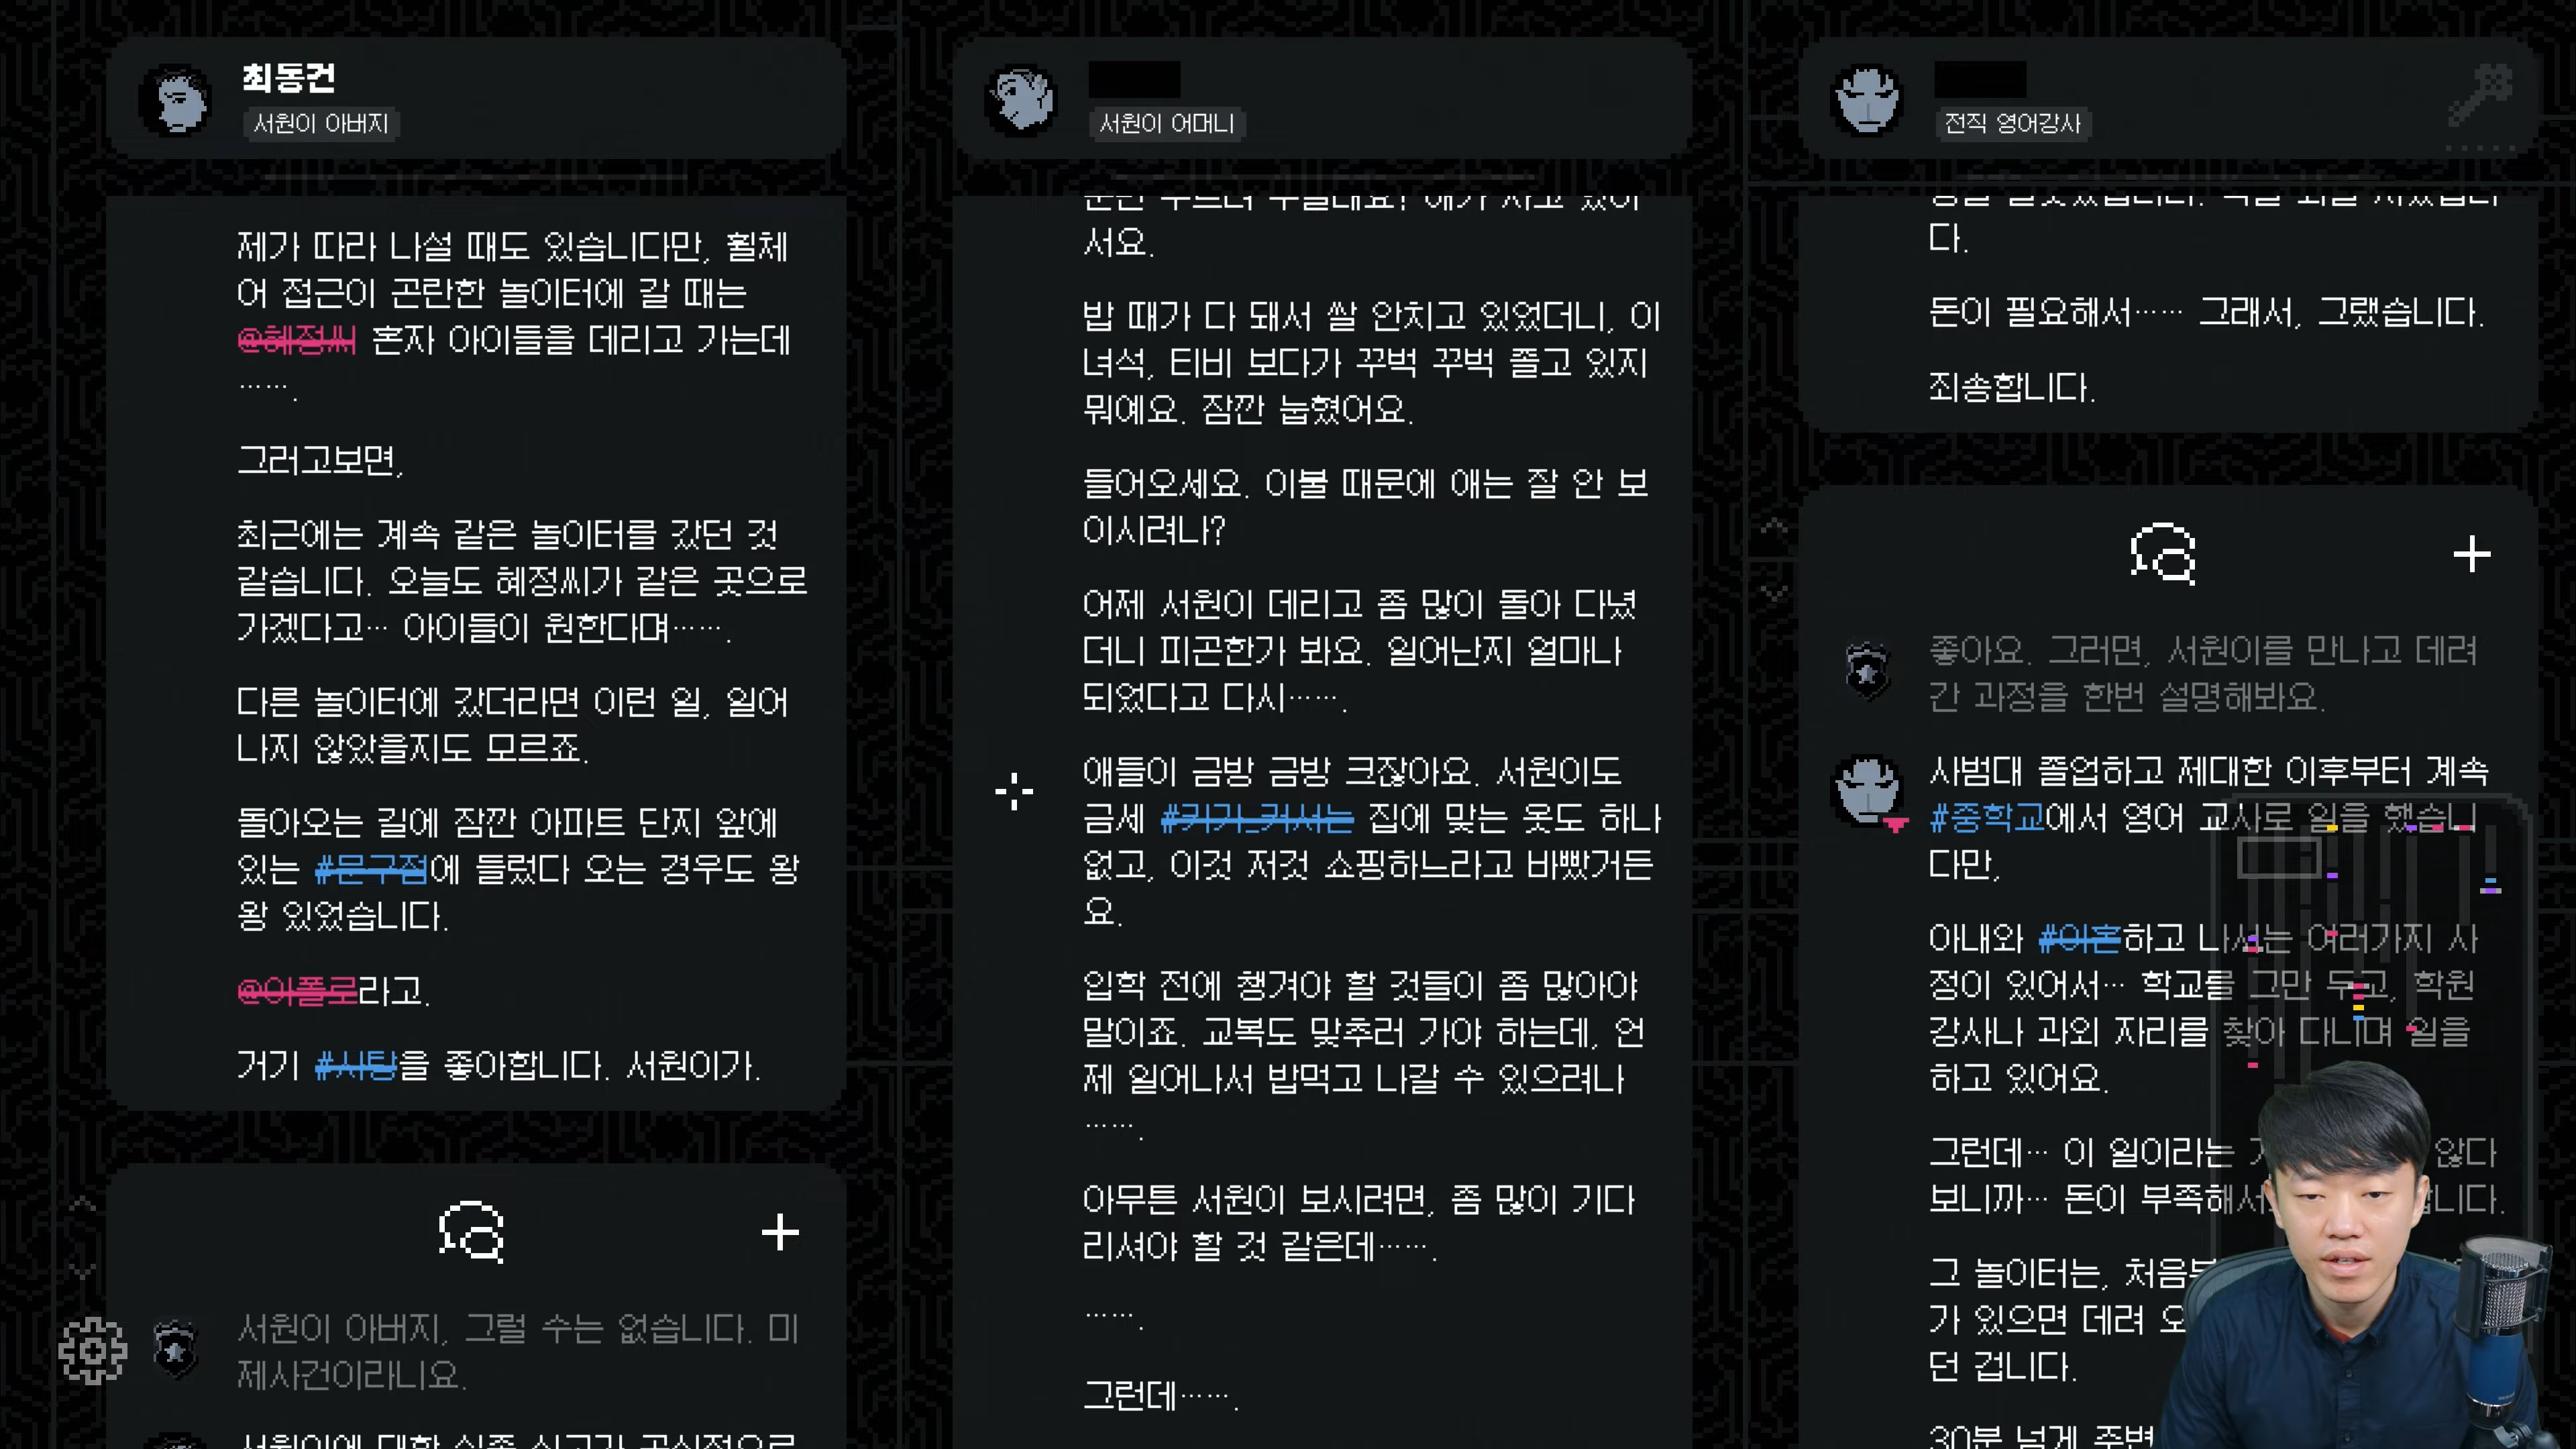 최동건
서원이 아버지
제가 따라 나설 때도 있습니다만, 휠체
어 접근이 곤란한 놀이터에 갈 때는
@혜정씨 혼자 아이들을 데리고 가는데
…….
그러고보면,
최근에는 계속 같은 놀이터를 갔던 것
같습니다. 오늘도 혜정씨가 같은 곳으로
가겠다고… 아이들이 원한다며…….
다른 놀이터에 갔더라면 이런 일, 일어
나지 않았을지도 모르죠.
돌아오는 길에 잠깐 아파트 단지 앞에
있는 #문구점에 들렀다 오는 경우도 왕
왕 있었습니다.
@아폴로라고.
거기 #사탕을 좋아합니다. 서원이가.
서원이 아버지, 그럴 수는 없습니다. 미
제사건이라니요.
서원이 어머니
서요.
밥 때가 다 돼서 쌀 안치고 있었더니, 이
녀석, 티비 보다가 꾸벅 꾸벅 졸고 있지
뭐예요. 잠깐 눕혔어요.
들어오세요. 이불 때문에 애는 잘 안 보
이시려나?
어제 서원이 데리고 좀 많이 돌아 다녔
더니 피곤한가 봐요. 일어난지 얼마나
되었다고 다시…….
애들이 금방 금방 크잖아요. 서원이도
금세 #키가_커서는 집에 맞는 옷도 하나
없고, 이것 저것 쇼핑하느라고 바빴거든
요.
입학 전에 챙겨야 할 것들이 좀 많아야
말이죠. 교복도 맞추러 가야 하는데, 언
제 일어나서 밥먹고 나갈 수 있으려나
…….
아무튼 서원이 보시려면, 좀 많이 기다
리셔야 할 것 같은데…….
…….
그런데…….
전직 영어강사
다.
돈이 필요해서…… 그래서, 그랬습니다.
죄송합니다.
좋아요. 그러면, 서원이를 만나고 데려
간 과정을 한번 설명해봐요.
사범대 졸업하고 제대한 이후부터 계속
#중학교에서 영어 교사로 일을 했습니
다만,
아내와 #이혼하고 나서는 여러가지 사
정이 있어서… 학교를 그만 두고, 학원
강사나 과외 자리를 찾아 다니며 일을
하고 있어요.
그런데… 이 일이라는 않다
보니까… 돈이 부족해서 니다.
그 놀이터는,
가 있으면 데려
던 겁니다.
30분 넘게 주변